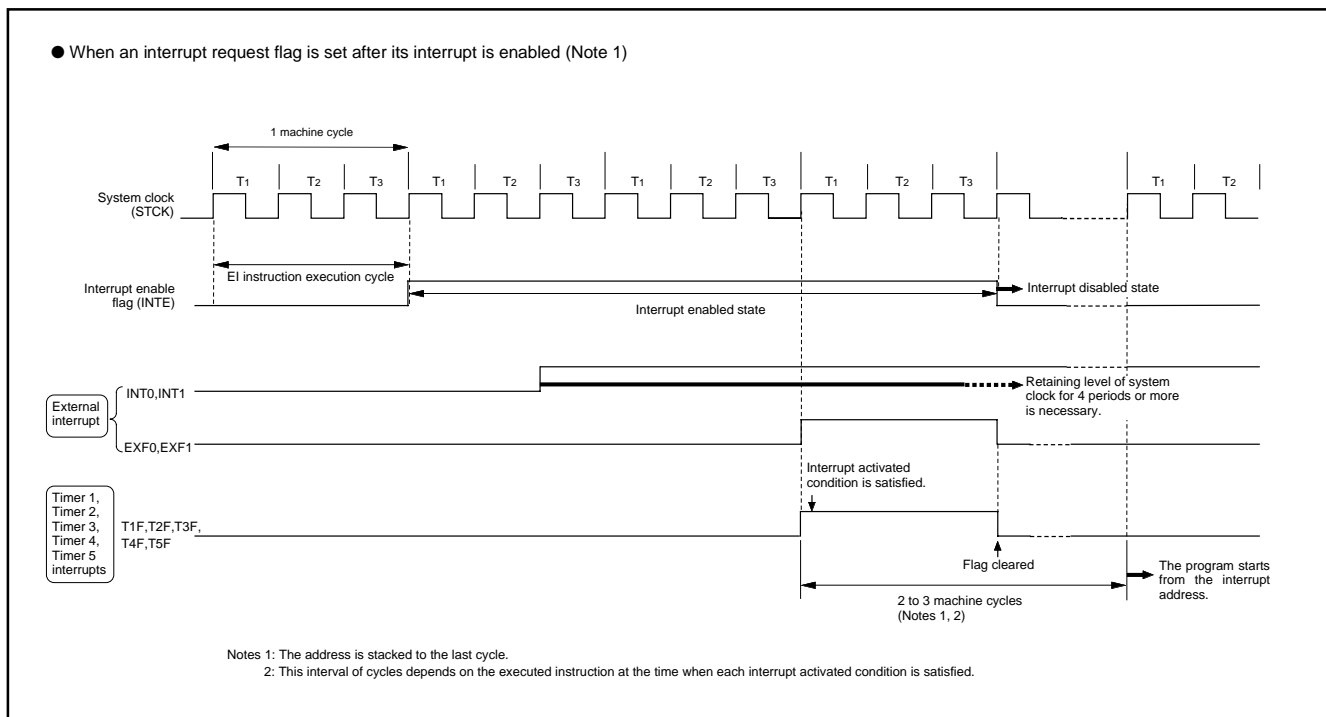 ● When an interrupt request flag is set after its interrupt is enabled (Note 1)
1 machine cycle
T1 T2 T3 T1 T2 T3 T1 T2 T3 T1 T2 T3 T1 T2
System clock
(STCK)
EI instruction execution cycle
Interrupt enable
flag (INTE)
Interrupt enabled state
Interrupt disabled state
INT0,INT1
Retaining level of system
clock for 4 periods or more
is necessary.
External
interrupt
EXF0,EXF1
Interrupt activated
condition is satisfied.
Timer 1,
Timer 2,
Timer 3,
Timer 4,
Timer 5
interrupts
T1F,T2F,T3F,
T4F,T5F
Flag cleared
2 to 3 machine cycles
(Notes 1, 2)
The program starts
from the interrupt
address.
Notes 1: The address is stacked to the last cycle.
2: This interval of cycles depends on the executed instruction at the time when each interrupt activated condition is satisfied.